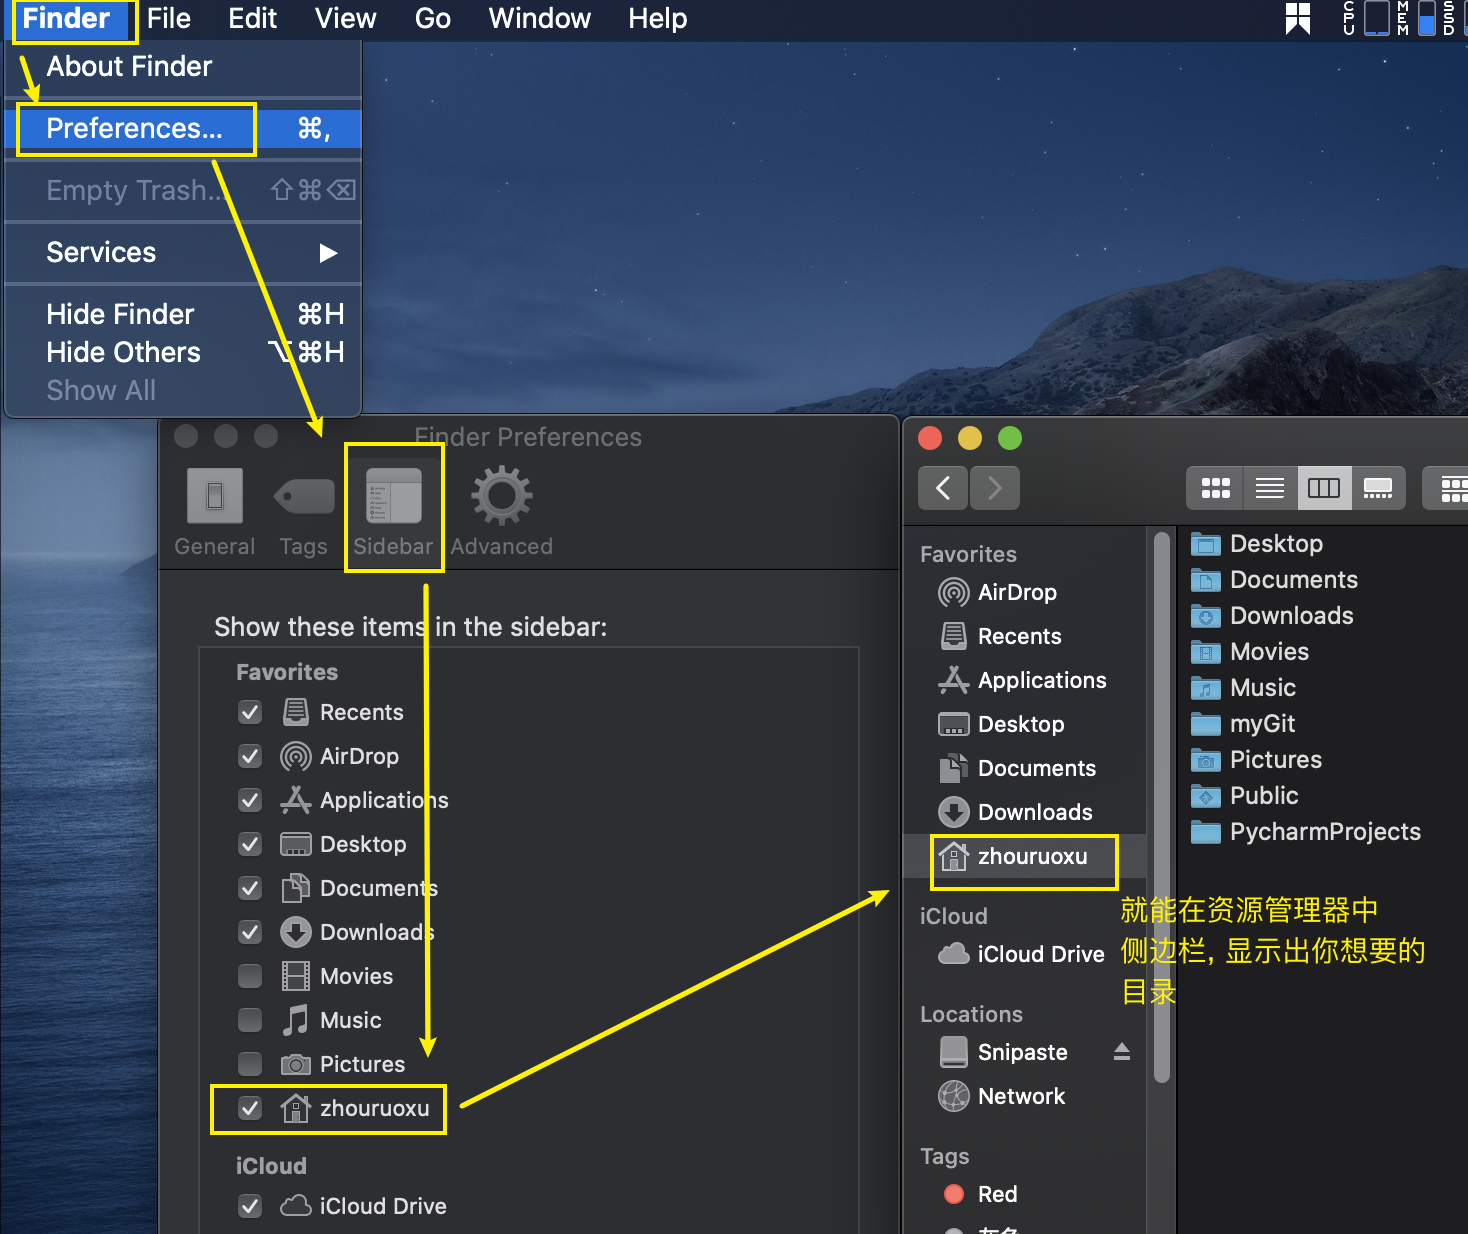 Finder File Edit View Go Window Help
CPU MEM SSD
About Finder
Preferences... ⌘,
Empty Trash... ⇧⌘⌫
Services ▶
Hide Finder ⌘H
Hide Others ⌥⌘H
Show All
Finder Preferences
General Tags Sidebar Advanced
Show these items in the sidebar:
Favorites
Recents
AirDrop
Applications
Desktop
Documents
Downloads
Movies
Music
Pictures
zhouruoxu
iCloud
iCloud Drive
Favorites
AirDrop
Recents
Applications
Desktop
Documents
Downloads
zhouruoxu
iCloud
iCloud Drive
Locations
Snipaste
Network
Tags
Red
Desktop
Documents
Downloads
Movies
Music
myGit
Pictures
Public
PycharmProjects
就能在资源管理器中
侧边栏, 显示出你想要的
目录